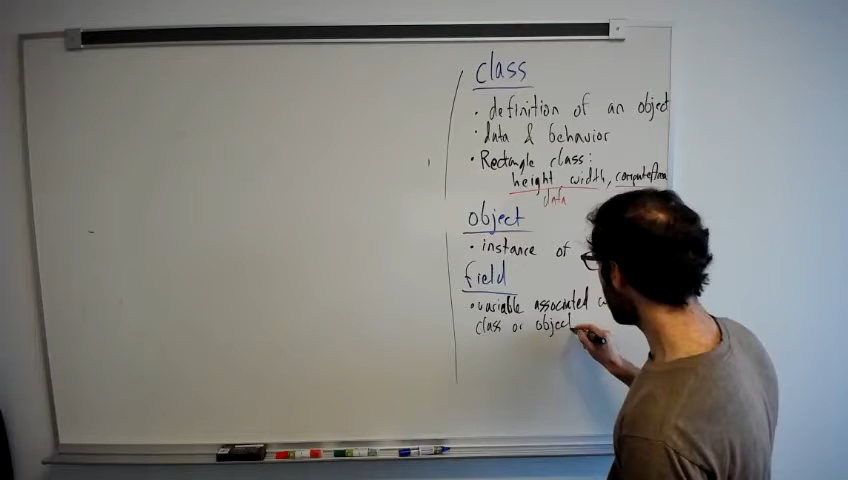 class
· definition of an object
· data & behavior
· Rectangle class:
height width, computeArea
data
object
· instance of
field
· variable associated
class or object